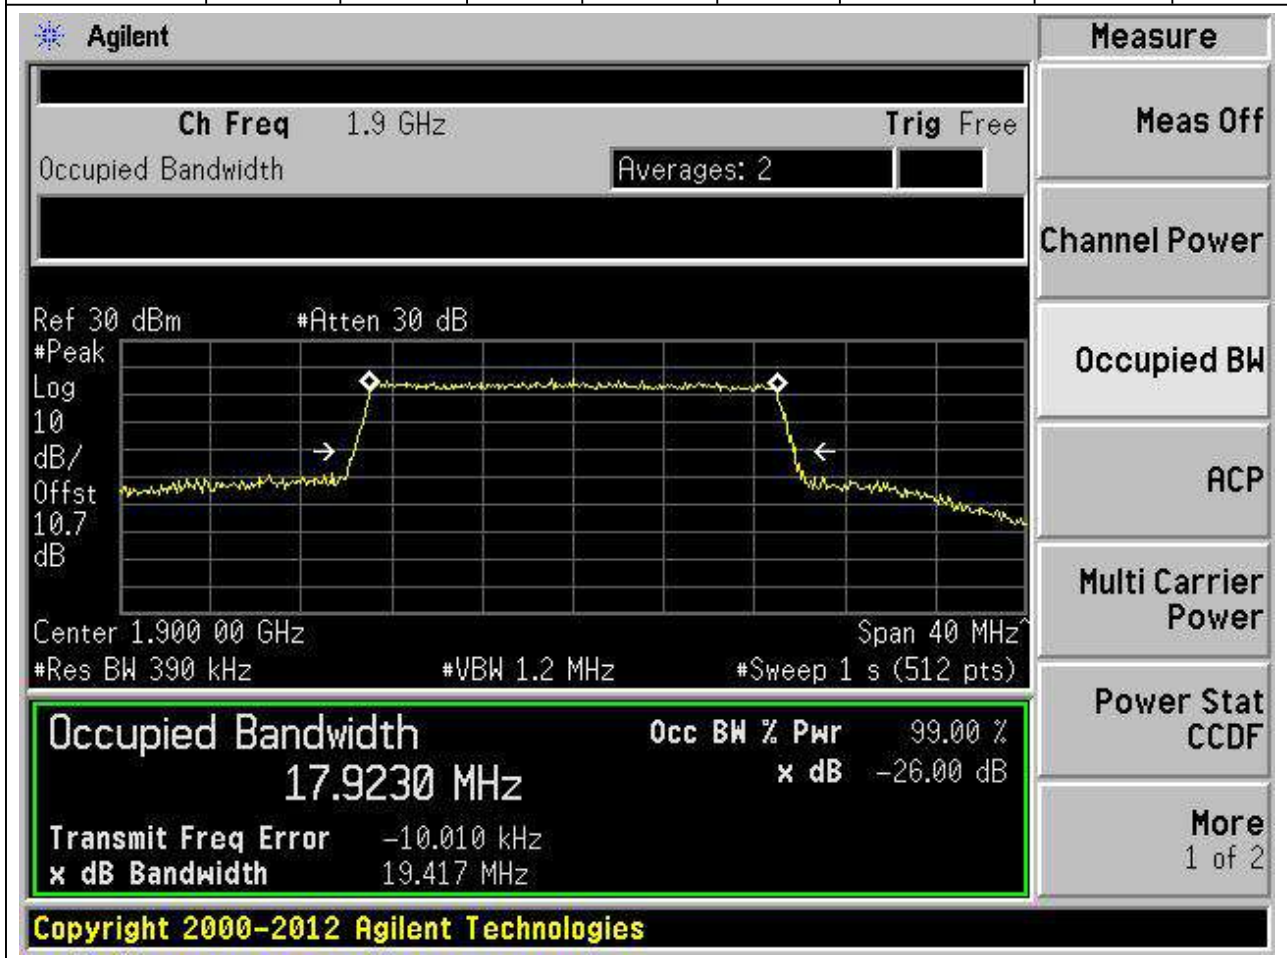 Agilent
Measure
Ch Freq 1.9 GHz Trig Free
Occupied Bandwidth Averages: 2
Meas Off
Channel Power
Occupied BW
ACP
Multi Carrier
Power
Power Stat
CCDF
More
1 of 2
Ref 30 dBm #Atten 30 dB
#Peak
Log
10
dB/
Offst
10.7
dB
Center 1.900 00 GHz Span 40 MHz^
#Res BW 390 kHz #VBW 1.2 MHz #Sweep 1 s (512 pts)
Occupied Bandwidth Occ BW % Pwr 99.00 %
17.9230 MHz x dB -26.00 dB
Transmit Freq Error -10.010 kHz
x dB Bandwidth 19.417 MHz
Copyright 2000-2012 Agilent Technologies